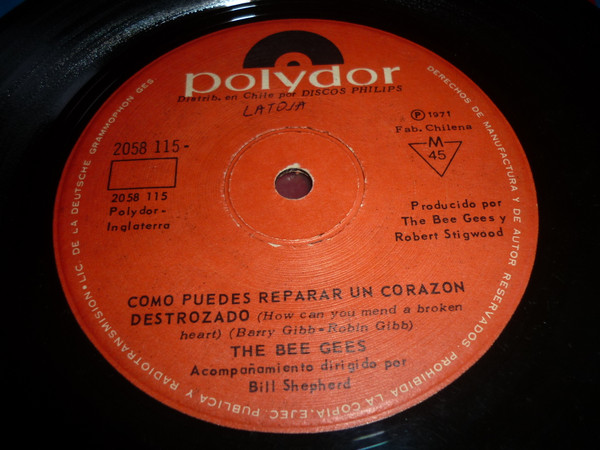 polydor
Distrib. en Chile por DISCOS PHILIPS
LATOJA
2058 115-
2058 115
Polydor-
Inglaterra
Ⓟ 1971
Fab. Chilena
M
45
Producido por
The Bee Gees y
Robert Stigwood
COMO PUEDES REPARAR UN CORAZON
DESTROZADO (How can you mend a broken
heart) (Barry Gibb-Robin Gibb)
THE BEE GEES
Acompañamiento dirigido por
Bill Shephard
DERECHOS DE MANUFACTURA Y DE AUTOR RESERVADOS. PROHIBIDA LA COPIA, EJEC. PUBLICA Y RADIOTRANSMISION • LIC. DE LA DEUTSCHE GRAMMOPHON GES